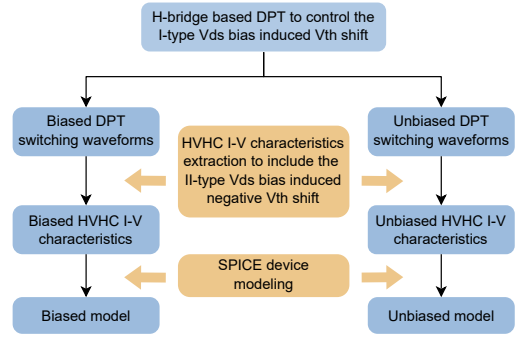 H-bridge based DPT to control the
I-type Vds bias induced Vth shift
Biased DPT
switching waveforms
Unbiased DPT
switching waveforms
HVHC I-V characteristics
extraction to include the
II-type Vds bias induced
negative Vth shift
Biased HVHC I-V
characteristics
Unbiased HVHC I-V
characteristics
SPICE device
modeling
Biased model
Unbiased model